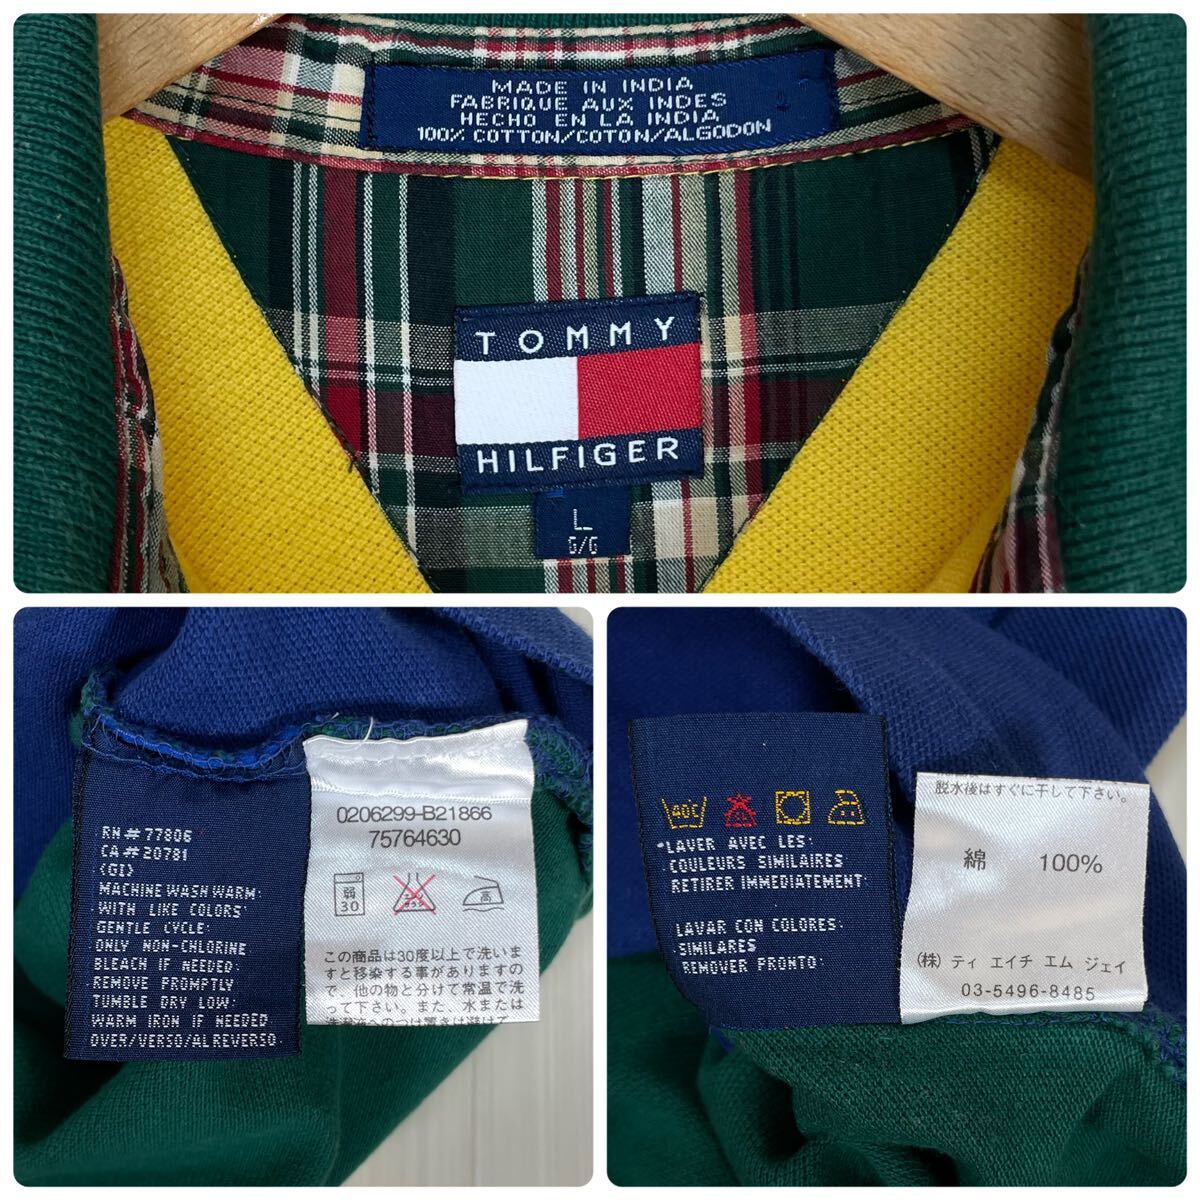 MADE IN INDIA
FABRIQUE AUX INDES
HECHO EN LA INDIA
100% COTTON/COTON/ALGODON
TOMMY
HILFIGER
L
G/G
RN# 77806
CA# 20781
(GI)
MACHINE WASH WARM:
WITH LIKE COLORS
GENTLE CYCLE:
ONLY NON-CHLORINE
BLEACH IF NEEDED:
REMOVE PROMPTLY
TUMBLE DRY LOW:
WARM IRON IF NEEDED
OVER/VERSO/AL REVERSO
0206299-B21866
75764630
弱
30
高
この商品は30度以上で洗いま
すと移染する事がありますの
で、他の物と分けて常温で洗
って下さい。また、水または
40°C
LAVER AVEC LES
COULEURS SIMILAIRES
RETIRER IMMEDIATEMENT
LAVAR CON COLORES:
SIMILARES
REMOVER PRONTO:
脱水後はすぐに干して下さい。
綿 100%
(株) ティ エイチ エム ジェイ
03-5496-8485